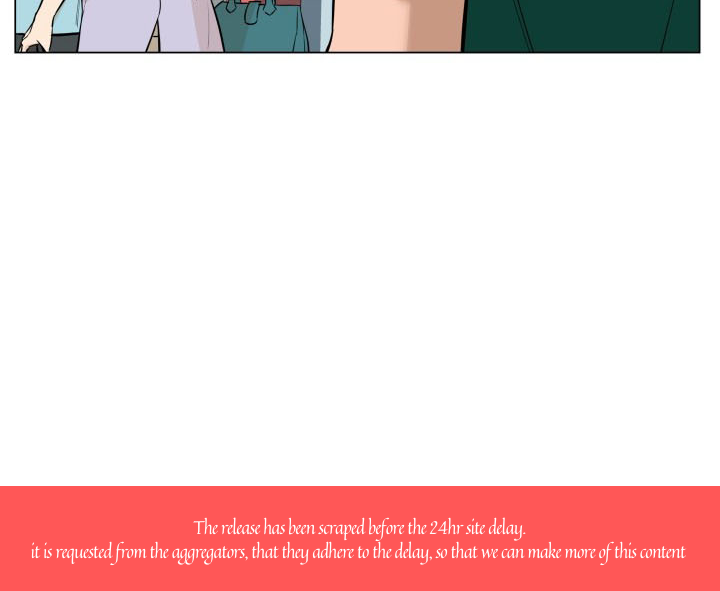 The release has been scraped before the 24hr site delay.
it is requested from the aggregators, that they adhere to the delay, so that we can make more of this content